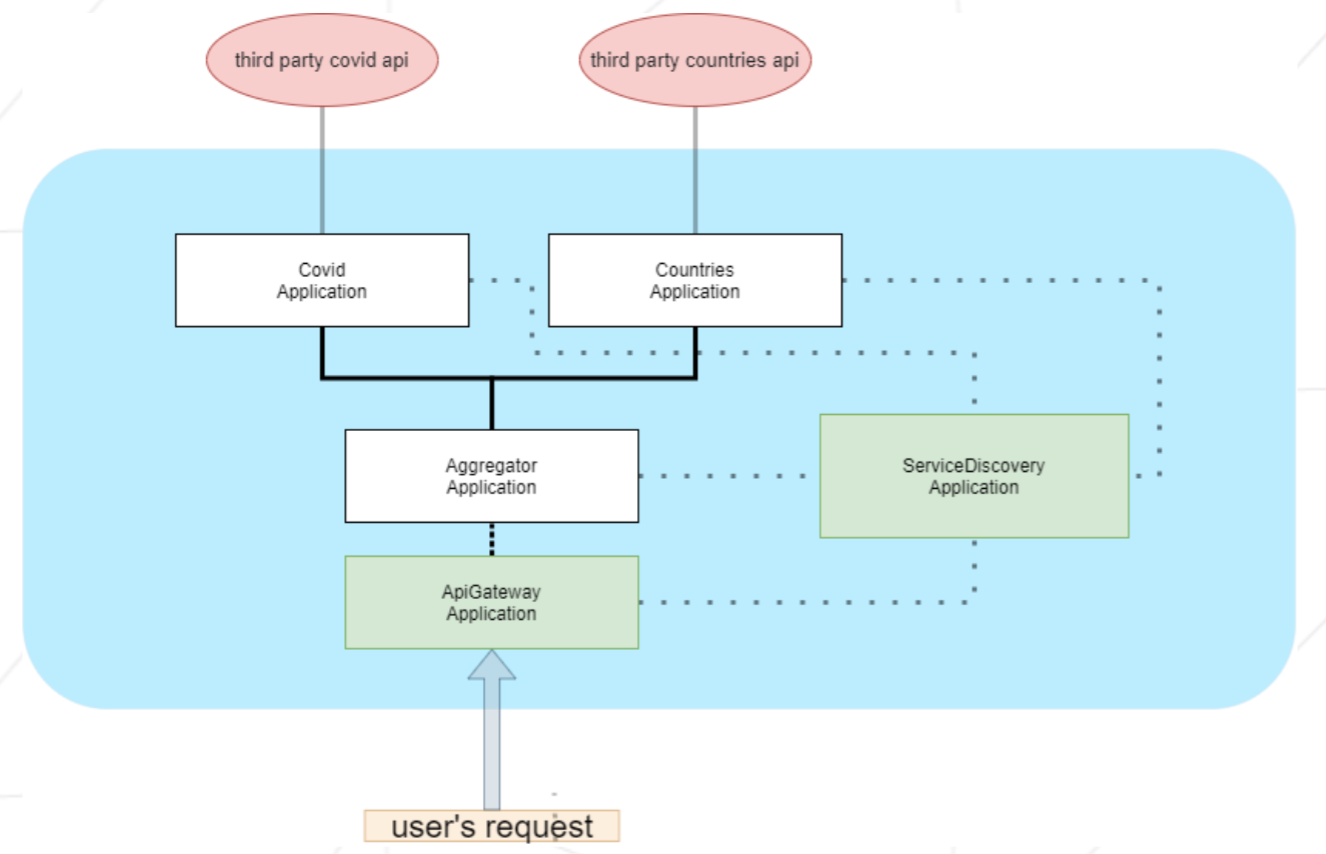 third party covid api
third party countries api
Covid
Application
Countries
Application
Aggregator
Application
ServiceDiscovery
Application
ApiGateway
Application
user's request